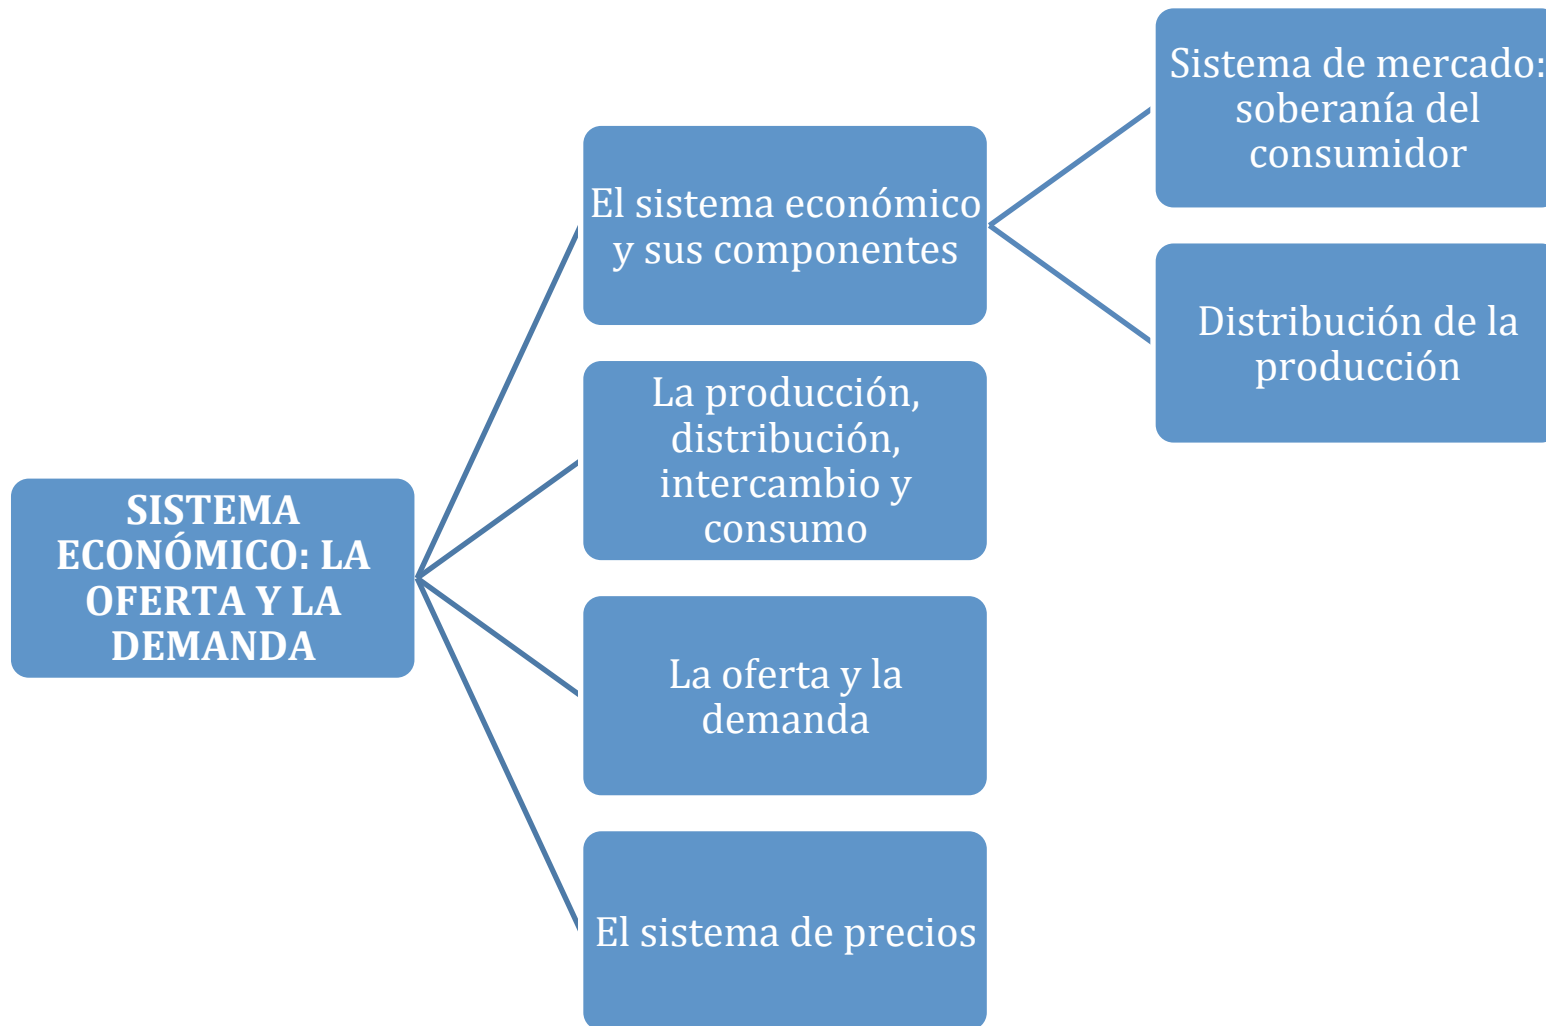 SISTEMA
ECONÓMICO: LA
OFERTA Y LA
DEMANDA
El sistema económico
y sus componentes
Sistema de mercado:
soberanía del
consumidor
Distribución de la
producción
La producción,
distribución,
intercambio y
consumo
La oferta y la
demanda
El sistema de precios